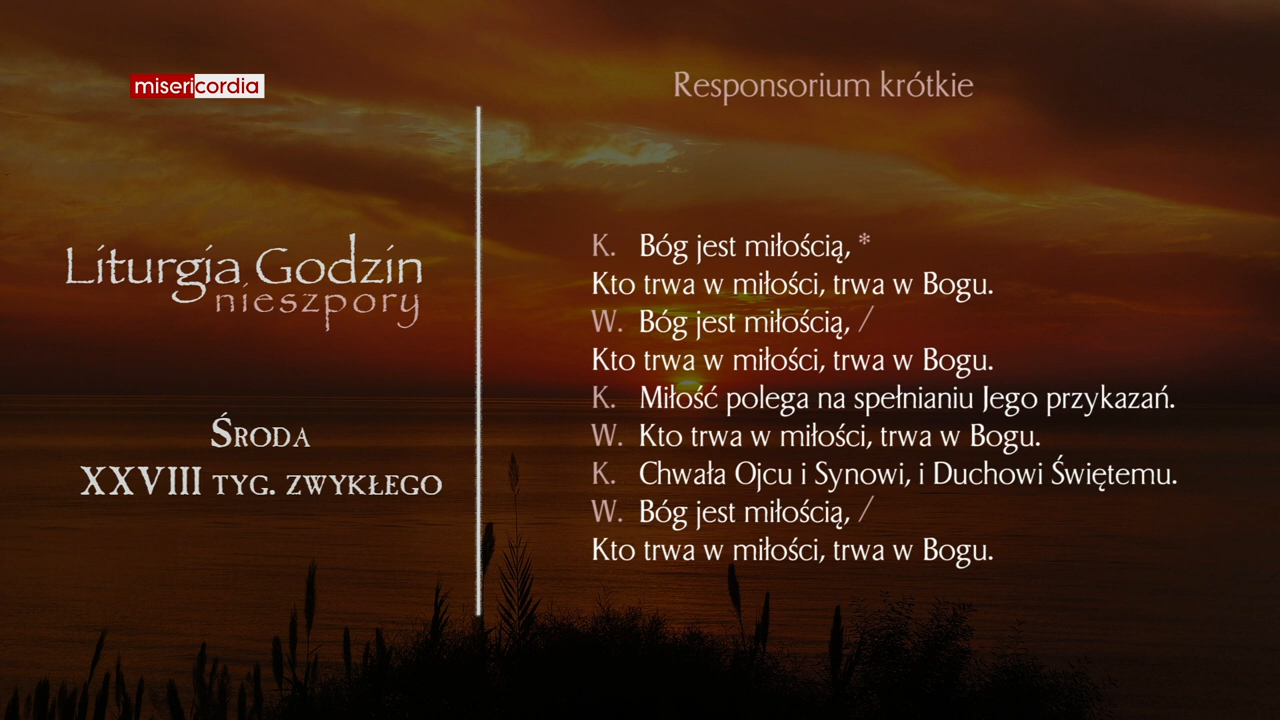 misericordia
Responsorium krótkie
Liturgia Godzin
nieszpory
Środa
XXVIII tyg. zwykłego
K. Bóg jest miłością, *
Kto trwa w miłości, trwa w Bogu.
W. Bóg jest miłością, /
Kto trwa w miłości, trwa w Bogu.
K. Miłość polega na spełnianiu Jego przykazań.
W. Kto trwa w miłości, trwa w Bogu.
K. Chwała Ojcu i Synowi, i Duchowi Świętemu.
W. Bóg jest miłością, /
Kto trwa w miłości, trwa w Bogu.